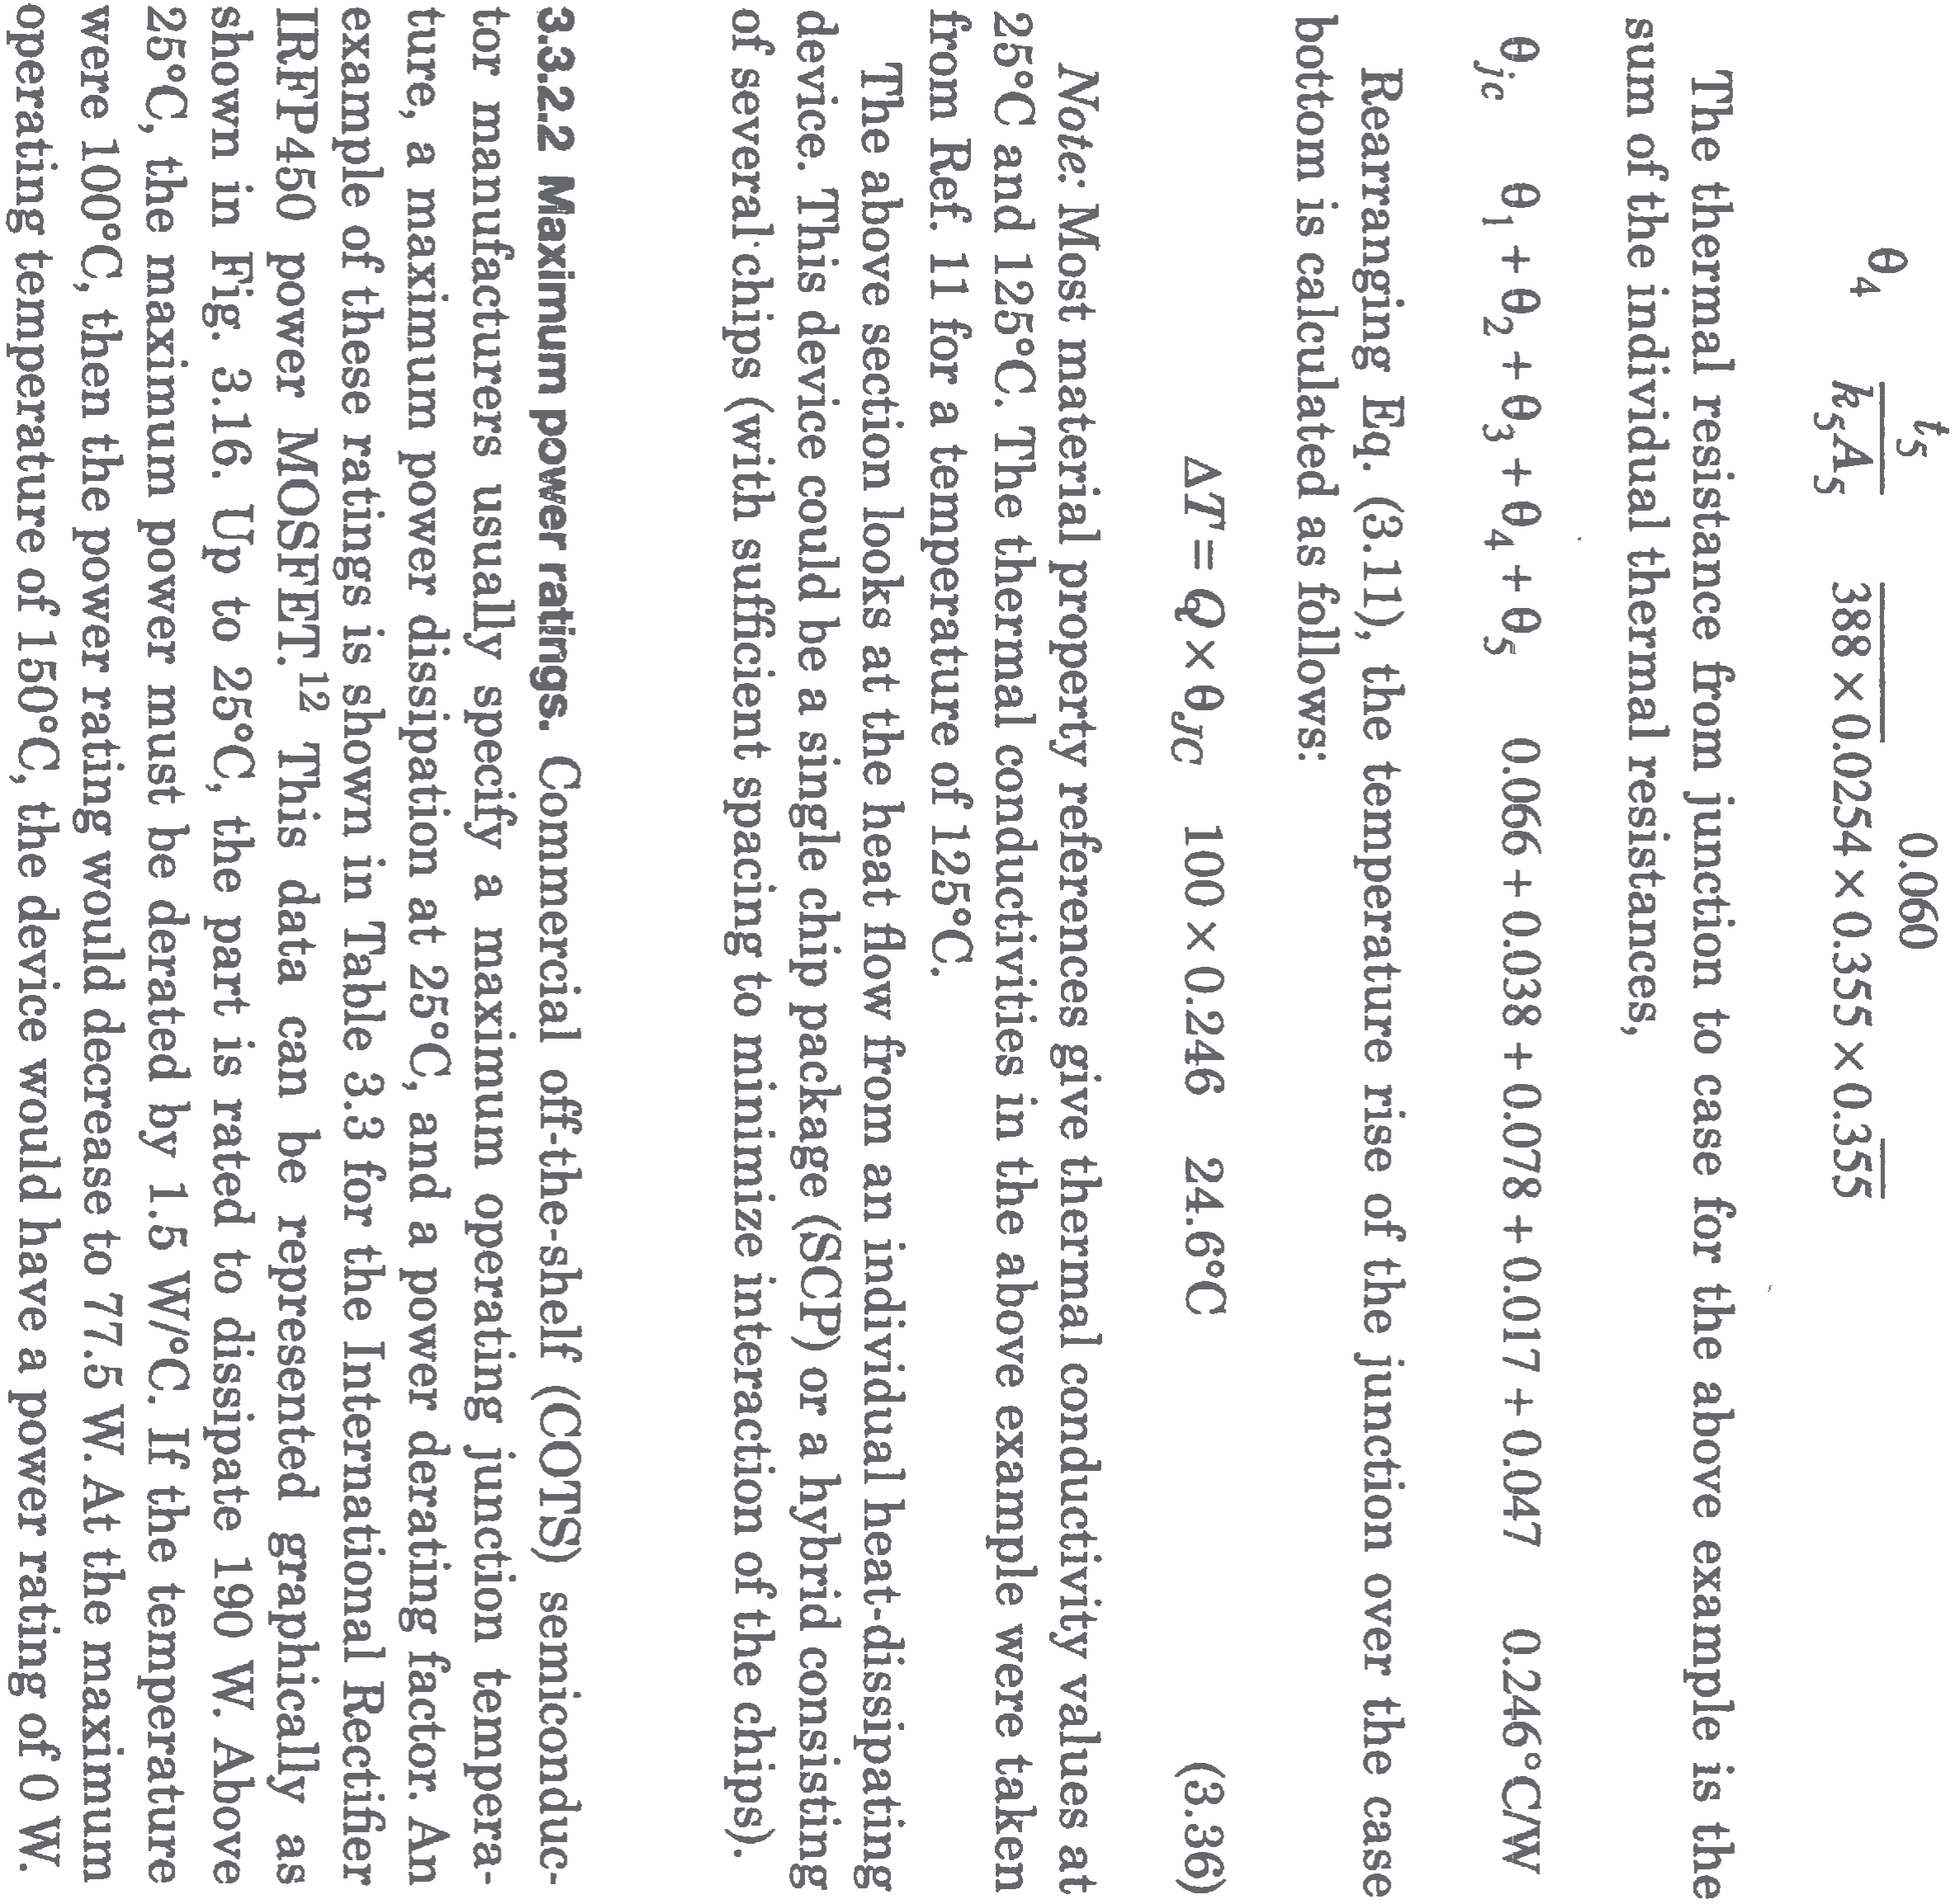 θ4 t5/k5A5 0.060/388 × 0.0254 × 0.355 × 0.355
The thermal resistance from junction to case for the above example is the
sum of the individual thermal resistances,
θjc θ1 + θ2 + θ3 + θ4 + θ5 0.066 + 0.038 + 0.078 + 0.017 + 0.047 0.246°C/W
Rearranging Eq. (3.11), the temperature rise of the junction over the case
bottom is calculated as follows:
ΔT = Q × θJC 100 × 0.246 24.6°C (3.36)
Note: Most material property references give thermal conductivity values at
25°C and 125°C. The thermal conductivities in the above example were taken
from Ref. 11 for a temperature of 125°C.
The above section looks at the heat flow from an individual heat-dissipating
device. This device could be a single chip package (SCP) or a hybrid consisting
of several chips (with sufficient spacing to minimize interaction of the chips).
3.3.2.2 Maximum power ratings. Commercial off-the-shelf (COTS) semiconduc-
tor manufacturers usually specify a maximum operating junction tempera-
ture, a maximum power dissipation at 25°C, and a power derating factor. An
example of these ratings is shown in Table 3.3 for the International Rectifier
IRFP450 power MOSFET.12 This data can be represented graphically as
shown in Fig. 3.16. Up to 25°C, the part is rated to dissipate 190 W. Above
25°C, the maximum power must be derated by 1.5 W/°C. If the temperature
were 100°C, then the power rating would decrease to 77.5 W. At the maximum
operating temperature of 150°C, the device would have a power rating of 0 W.